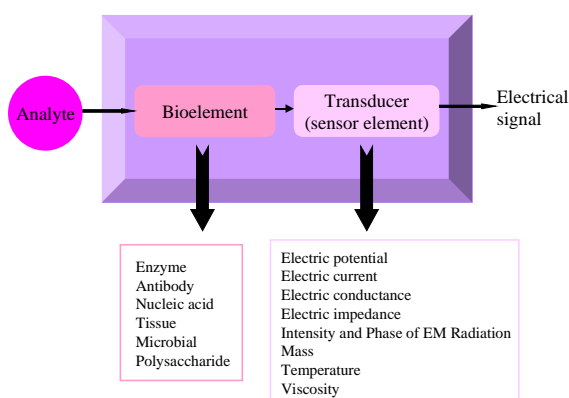 Analyte
Bioelement
Transducer
(sensor element)
Electrical
signal
Enzyme
Antibody
Nucleic acid
Tissue
Microbial
Polysaccharide
Electric potential
Electric current
Electric conductance
Electric impedance
Intensity and Phase of EM Radiation
Mass
Temperature
Viscosity